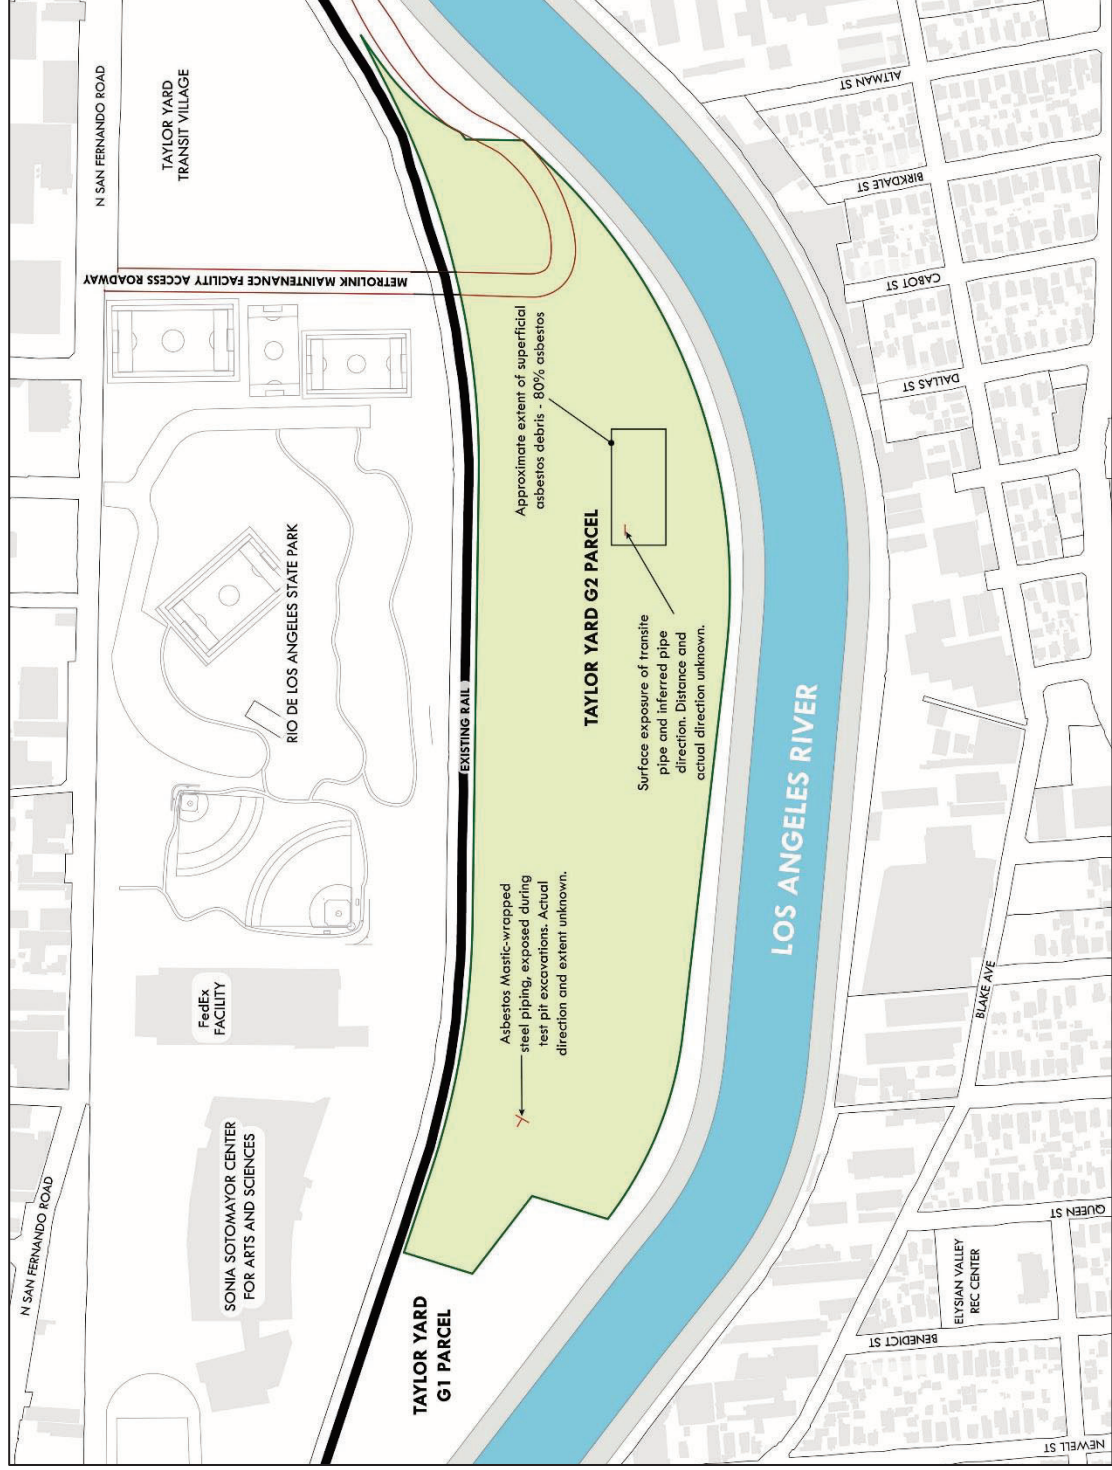 N SAN FERNANDO ROAD
SONIA SOTOMAYOR CENTER
FOR ARTS AND SCIENCES
FedEx
FACILITY
RIO DE LOS ANGELES STATE PARK
N SAN FERNANDO ROAD
TAYLOR YARD
TRANSIT VILLAGE
METROLINK MAINTENANCE FACILITY ACCESS ROADWAY
TAYLOR YARD
G1 PARCEL
EXISTING RAIL
Asbestos Mastic-wrapped
steel piping, exposed during
test pit excavations. Actual
direction and extent unknown.
Approximate extent of superficial
asbestos debris - 80% asbestos
TAYLOR YARD G2 PARCEL
Surface exposure of transite
pipe and inferred pipe
direction. Distance and
actual direction unknown.
LOS ANGELES RIVER
BLAKE AVE
ALTMAN ST
BIRKDALE ST
CABOT ST
DALLAS ST
ELYSIAN VALLEY
REC CENTER
BENEDICT ST
QUEEN ST
NEWELL ST